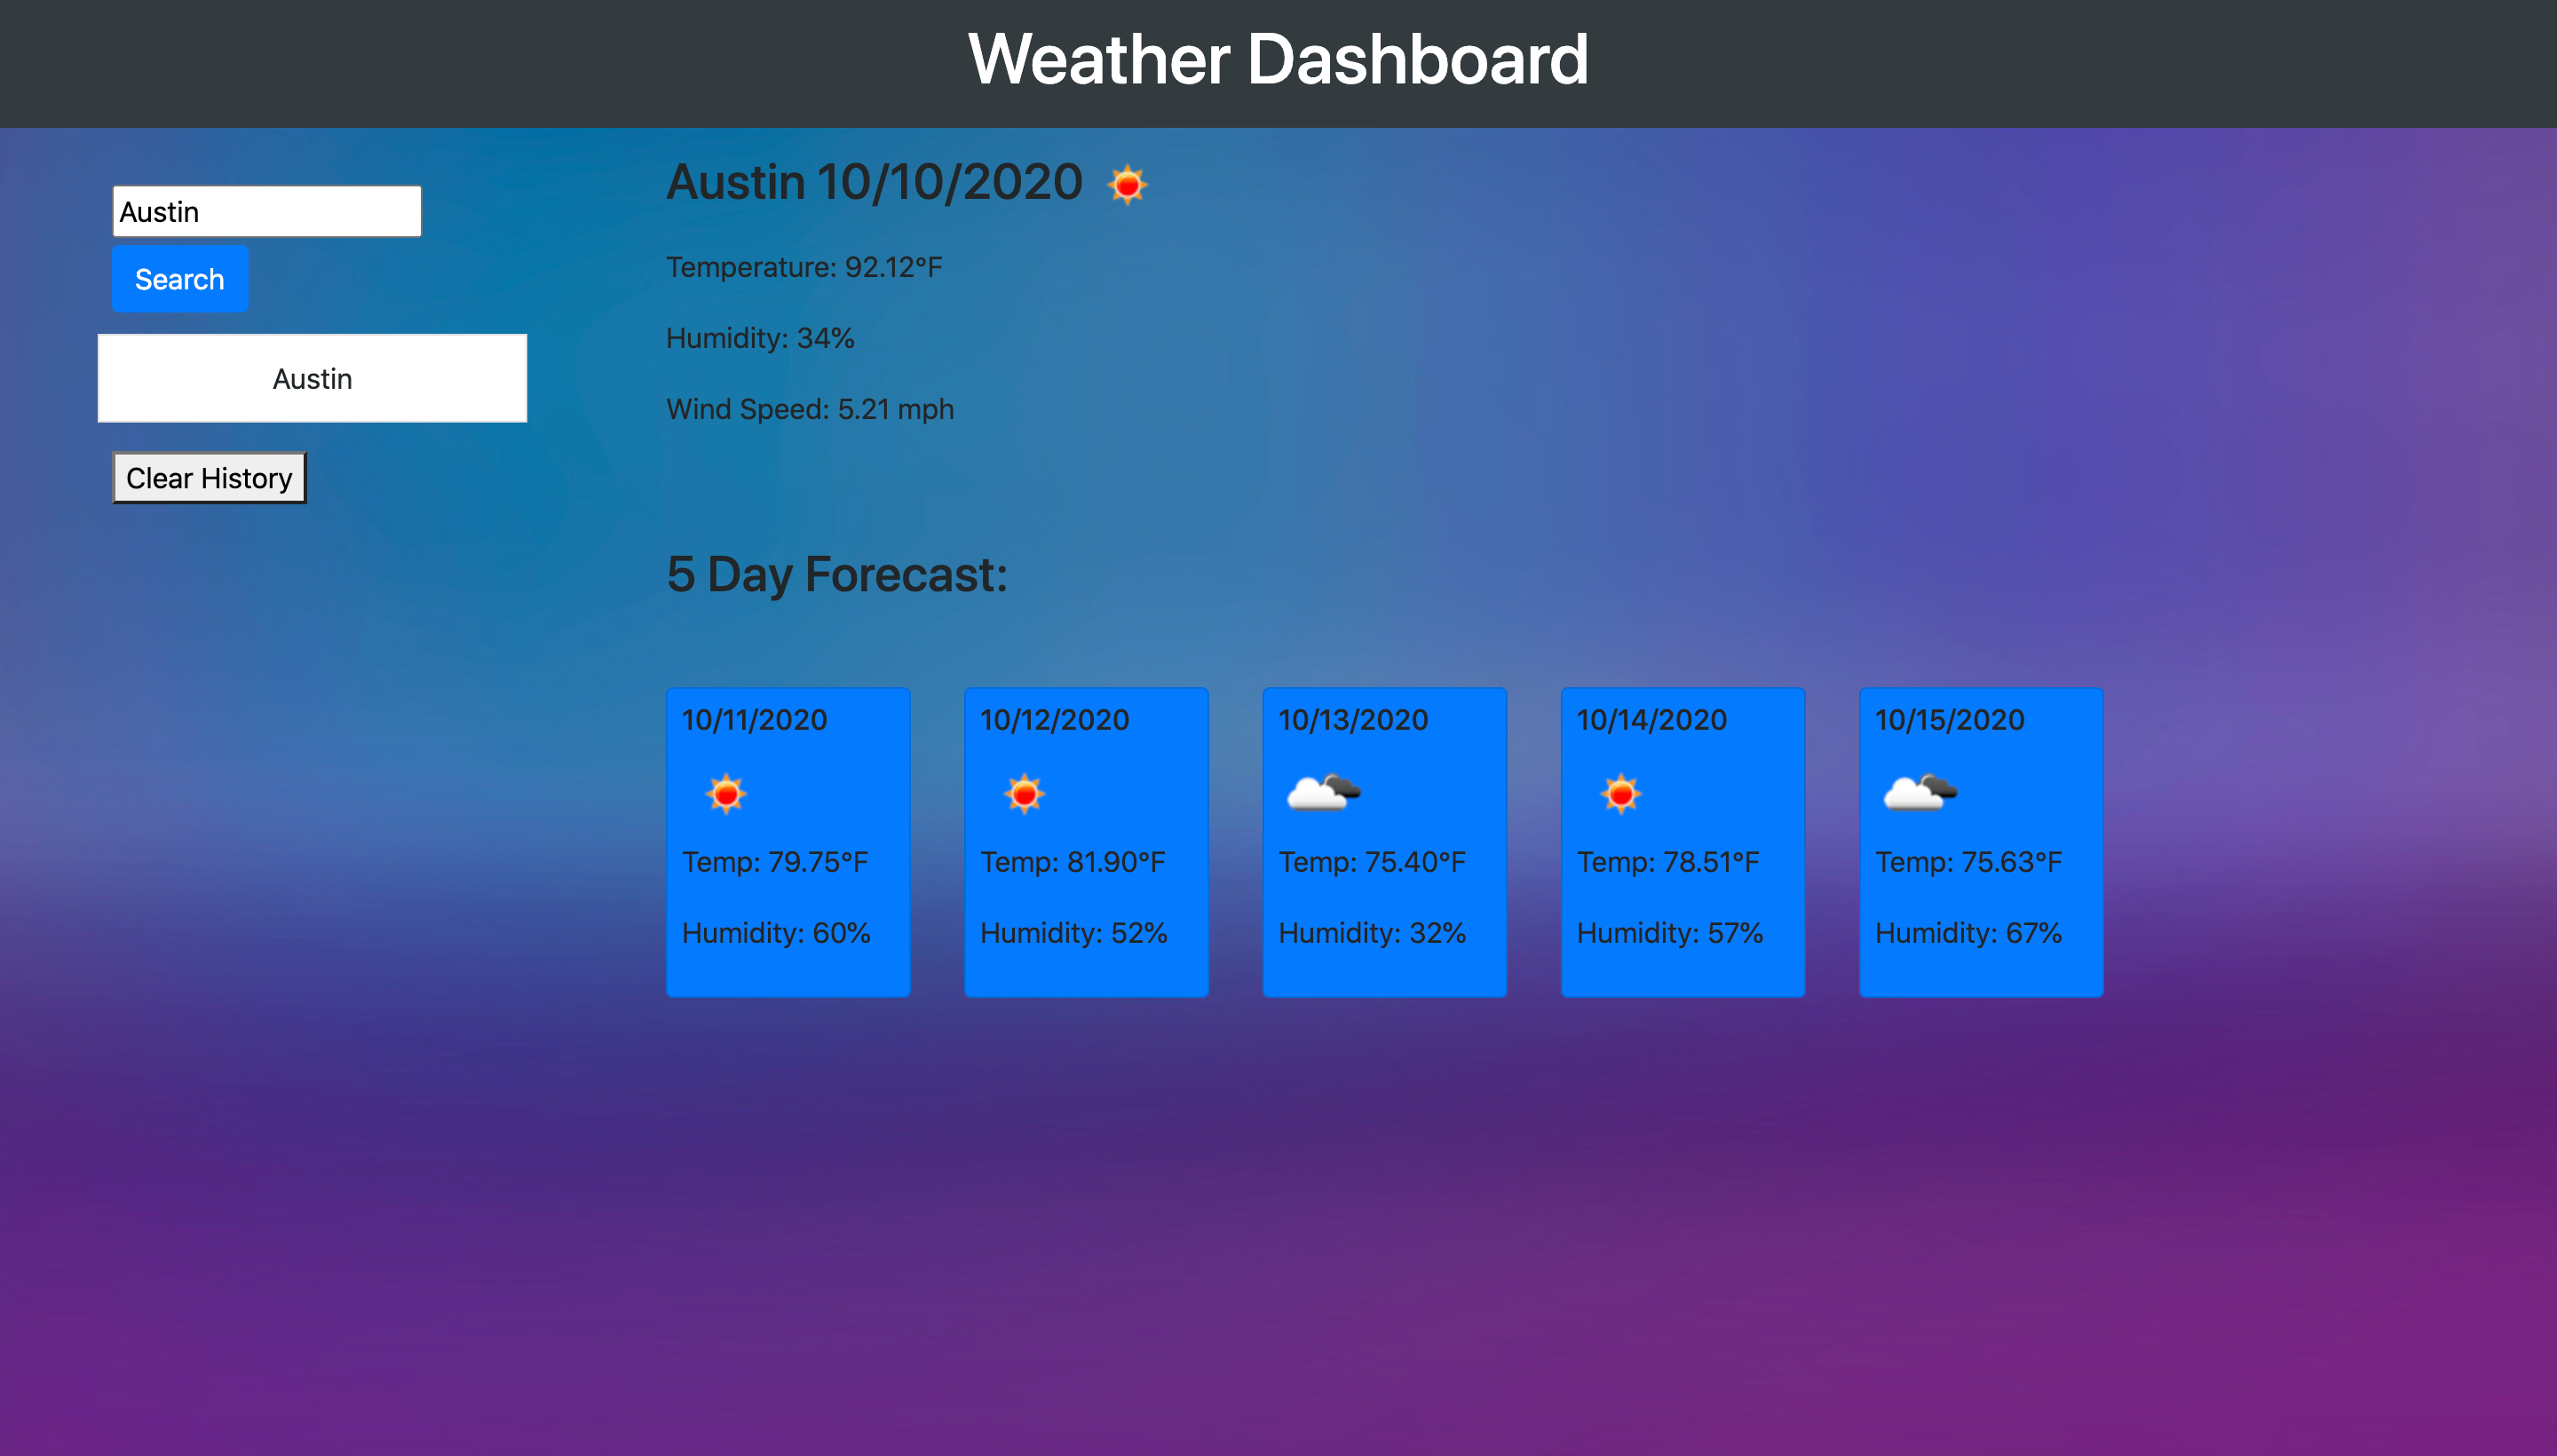 Weather Dashboard
Austin
Search
Austin
Clear History
Austin 10/10/2020
Temperature: 92.12°F
Humidity: 34%
Wind Speed: 5.21 mph
5 Day Forecast:
10/11/2020
Temp: 79.75°F
Humidity: 60%
10/12/2020
Temp: 81.90°F
Humidity: 52%
10/13/2020
Temp: 75.40°F
Humidity: 32%
10/14/2020
Temp: 78.51°F
Humidity: 57%
10/15/2020
Temp: 75.63°F
Humidity: 67%